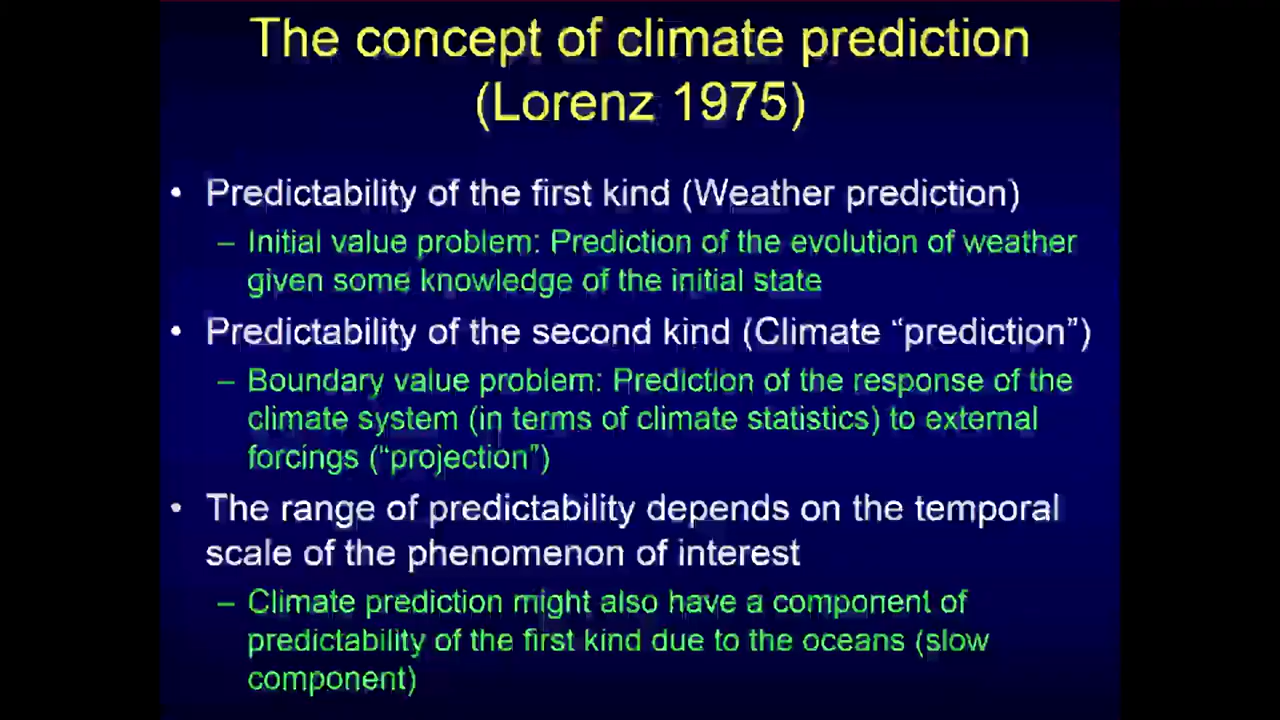 The concept of climate prediction
(Lorenz 1975)
• Predictability of the first kind (Weather prediction)
– Initial value problem: Prediction of the evolution of weather
given some knowledge of the initial state
• Predictability of the second kind (Climate “prediction”)
– Boundary value problem: Prediction of the response of the
climate system (in terms of climate statistics) to external
forcings (“projection”)
• The range of predictability depends on the temporal
scale of the phenomenon of interest
– Climate prediction might also have a component of
predictability of the first kind due to the oceans (slow
component)